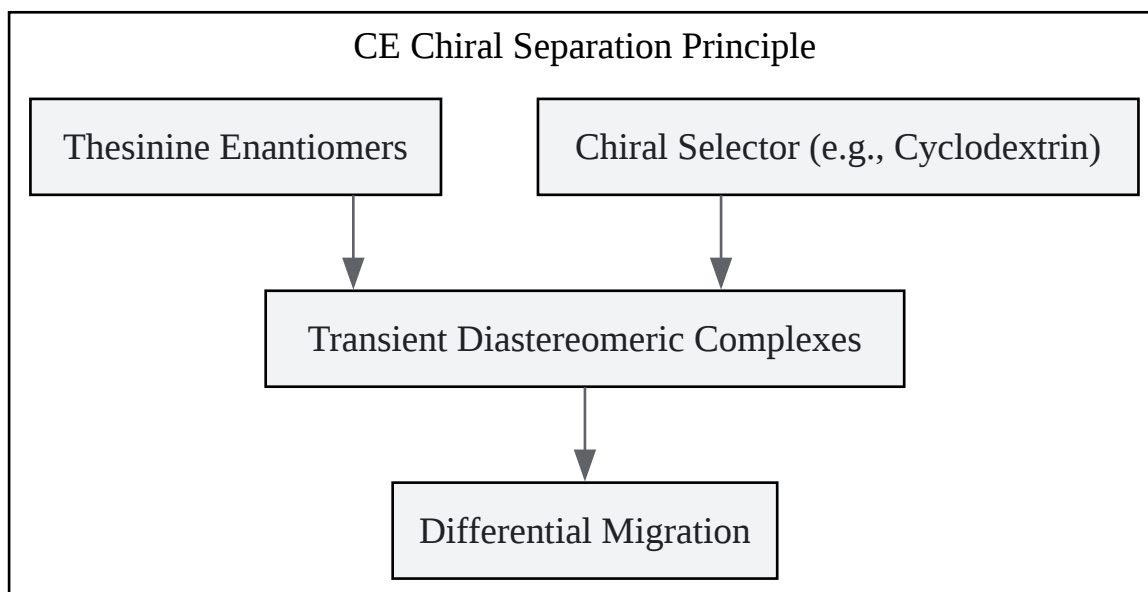 CE Chiral Separation Principle
Thesinine Enantiomers
Chiral Selector (e.g., Cyclodextrin)
Transient Diastereomeric Complexes
Differential Migration